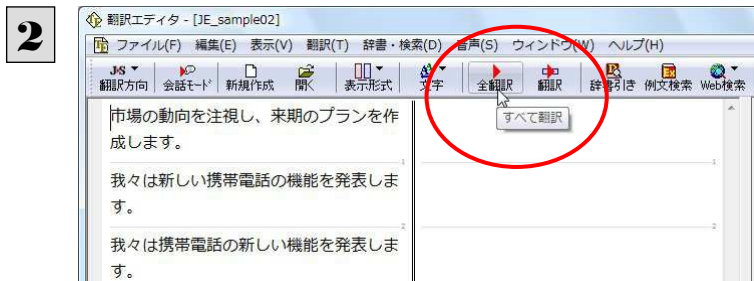 2
翻訳エディタ - [JE_sample02]
ファイル(F) 編集(E) 表示(V) 翻訳(T) 辞書・検索(D) 音声(S) ウィンドウ(W) ヘルプ(H)
J-S
翻訳方向 会話モード 新規作成 開く 表示形式 文字 全翻訳 翻訳 辞書引き 例文検索 Web検索
すべて翻訳
市場の動向を注視し、来期のプランを作
成します。
1 1
我々は新しい携帯電話の機能を発表しま
す。
2 2
我々は携帯電話の新しい機能を発表しま
す。